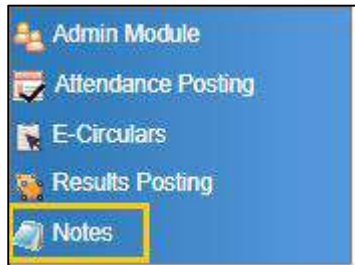 Admin Module
Attendance Posting
E-Circulars
Results Posting
Notes